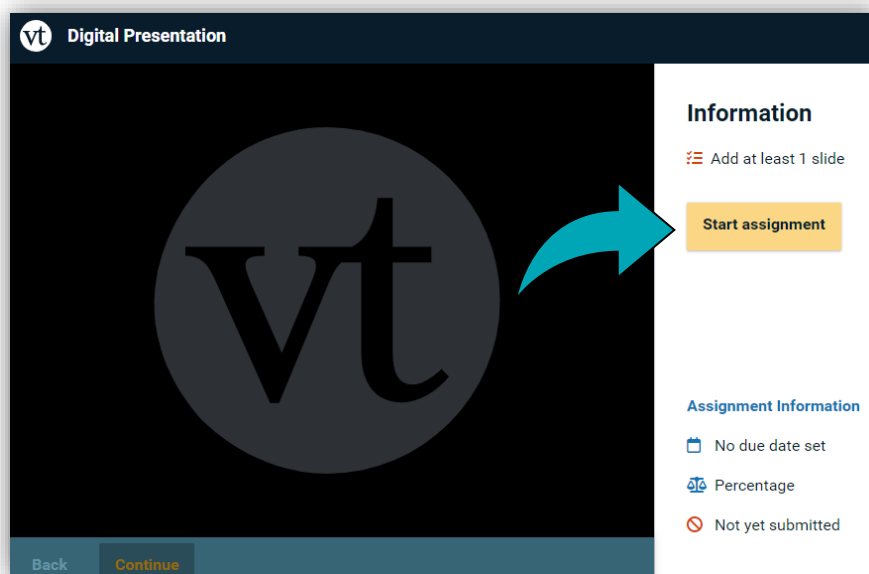 vt Digital Presentation
vt
Information
Add at least 1 slide
Start assignment
Assignment Information
No due date set
Percentage
Not yet submitted
Back Continue